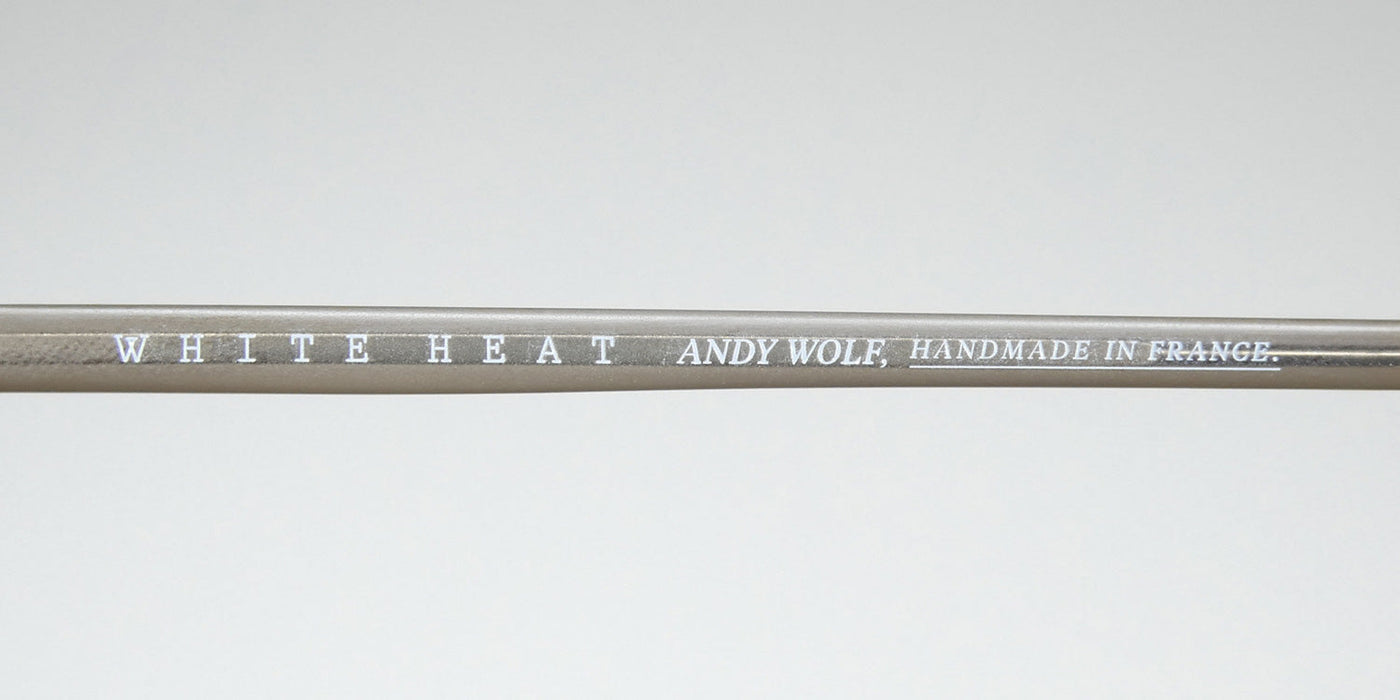 WHITE HEAT ANDY WOLF, HANDMADE IN FRANCE.